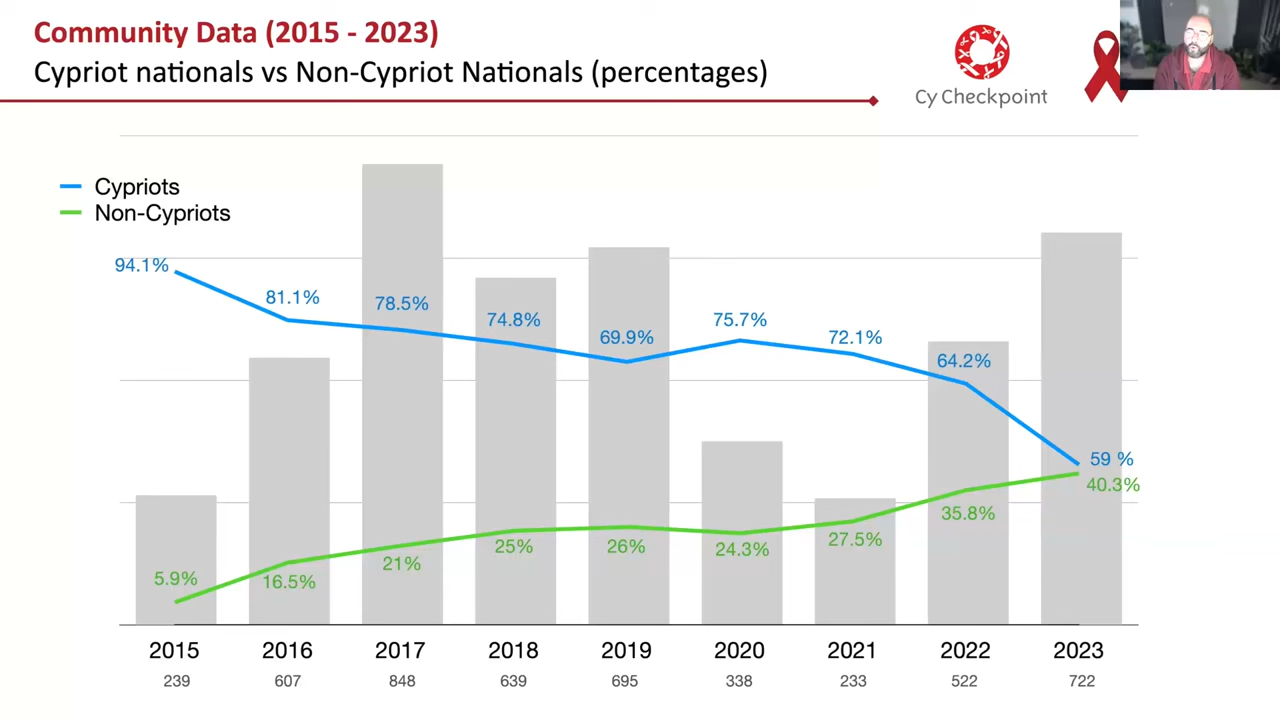 Community Data (2015 - 2023)
Cypriot nationals vs Non-Cypriot Nationals (percentages)
Cy Checkpoint
Cypriots
Non-Cypriots
94.1%
81.1%
78.5%
74.8%
69.9%
75.7%
72.1%
64.2%
59 %
40.3%
5.9%
16.5%
21%
25%
26%
24.3%
27.5%
35.8%
2015 2016 2017 2018 2019 2020 2021 2022 2023
239 607 848 639 695 338 233 522 722